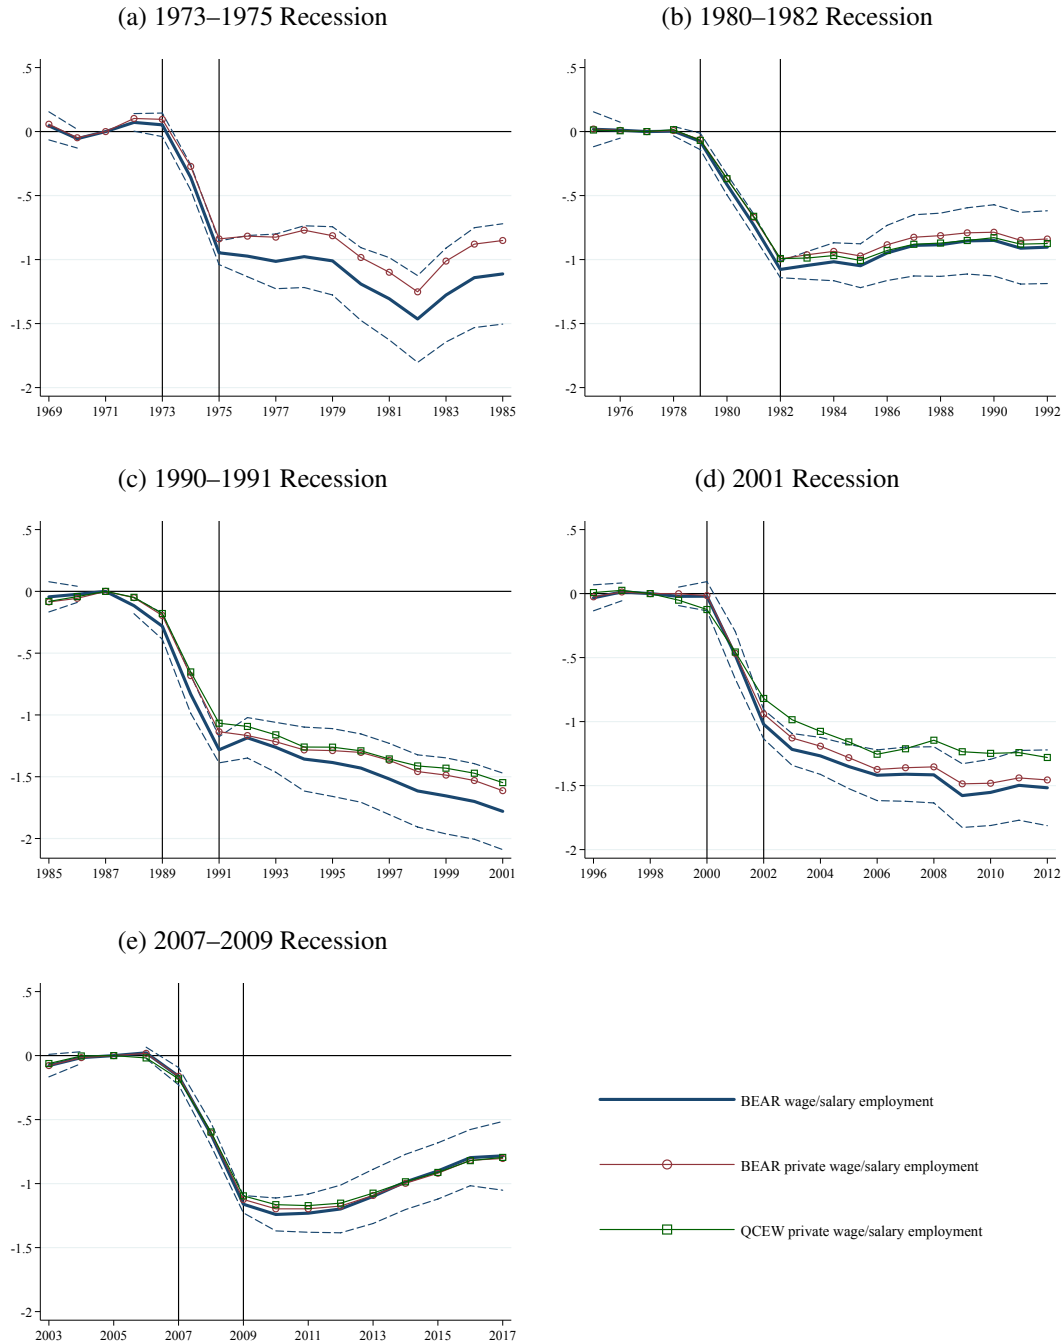 (a) 1973–1975 Recession
.5
0
-.5
-1
-1.5
-2
1969 1971 1973 1975 1977 1979 1981 1983 1985
(b) 1980–1982 Recession
.5
0
-.5
-1
-1.5
-2
1976 1978 1980 1982 1984 1986 1988 1990 1992
(c) 1990–1991 Recession
.5
0
-.5
-1
-1.5
-2
1985 1987 1989 1991 1993 1995 1997 1999 2001
(d) 2001 Recession
.5
0
-.5
-1
-1.5
-2
1996 1998 2000 2002 2004 2006 2008 2010 2012
(e) 2007–2009 Recession
.5
0
-.5
-1
-1.5
-2
2003 2005 2007 2009 2011 2013 2015 2017
BEAR wage/salary employment
BEAR private wage/salary employment
QCEW private wage/salary employment